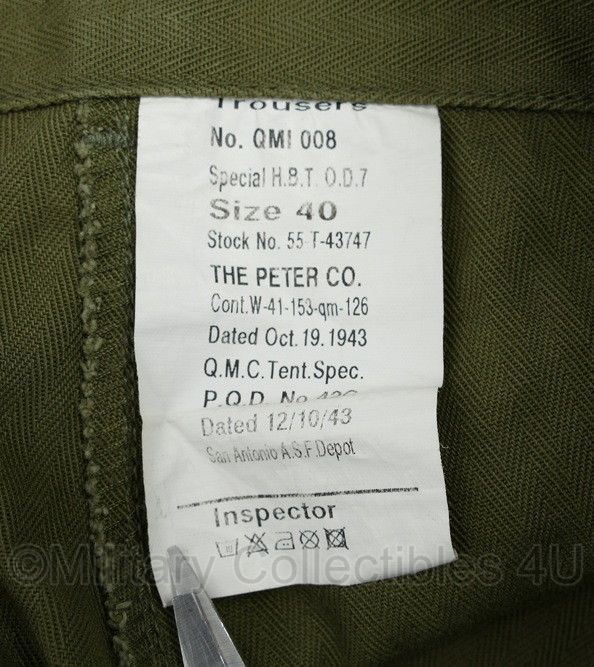 Trousers
No. QMI 008
Special H.B.T. O.D.7
Size 40
Stock No. 55-T-43747
THE PETER CO.
Cont.W-41-153-qm-126
Dated Oct.19.1943
Q.M.C.Tent.Spec.
P.O.D. No
Dated 12/10/43
San Antonio A.S.F.Depot
Inspector
©Military Collectibles 4U